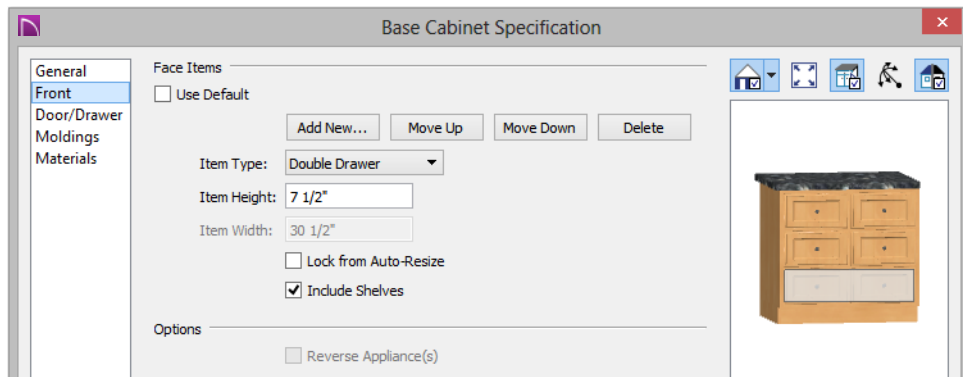 Base Cabinet Specification
×
General
Front
Door/Drawer
Moldings
Materials
Face Items
Use Default
Add New... Move Up Move Down Delete
Item Type: Double Drawer
Item Height: 7 1/2"
Item Width: 30 1/2"
Lock from Auto-Resize
Include Shelves
Options
Reverse Appliance(s)